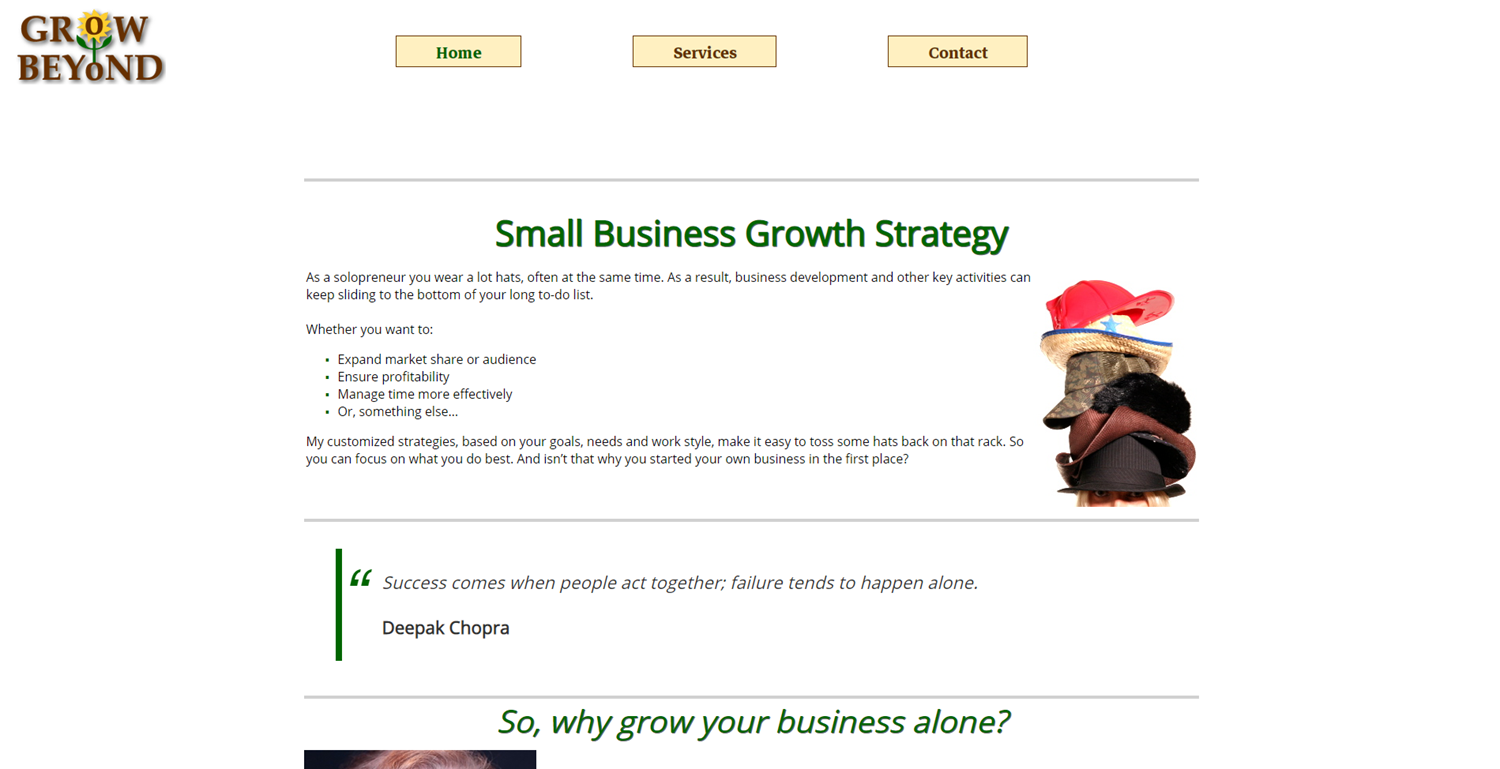 GROW
BEYoND
Home
Services
Contact
Small Business Growth Strategy
As a solopreneur you wear a lot hats, often at the same time. As a result, business development and other key activities can
keep sliding to the bottom of your long to-do list.
Whether you want to:
▪ Expand market share or audience
▪ Ensure profitability
▪ Manage time more effectively
▪ Or, something else...
My customized strategies, based on your goals, needs and work style, make it easy to toss some hats back on that rack. So
you can focus on what you do best. And isn’t that why you started your own business in the first place?
“ Success comes when people act together; failure tends to happen alone.
Deepak Chopra
So, why grow your business alone?